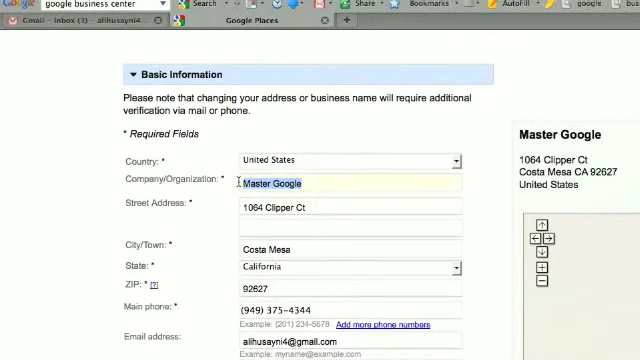 Google google business center Search Share Bookmarks AutoFill google
Gmail – Inbox (3) – alihusayni4... Google Places
Basic Information
Please note that changing your address or business name will require additional
verification via mail or phone.
* Required Fields
Country: * United States
Company/Organization: * Master Google
Street Address: * 1064 Clipper Ct
City/Town: * Costa Mesa
State: * California
ZIP: * [?] 92627
Main phone: * (949) 375-4344
Example: (201) 234-5678 Add more phone numbers
Email address: alihusayni4@gmail.com
Example: myname@example.com
Master Google
1064 Clipper Ct
Costa Mesa CA 92627
United States